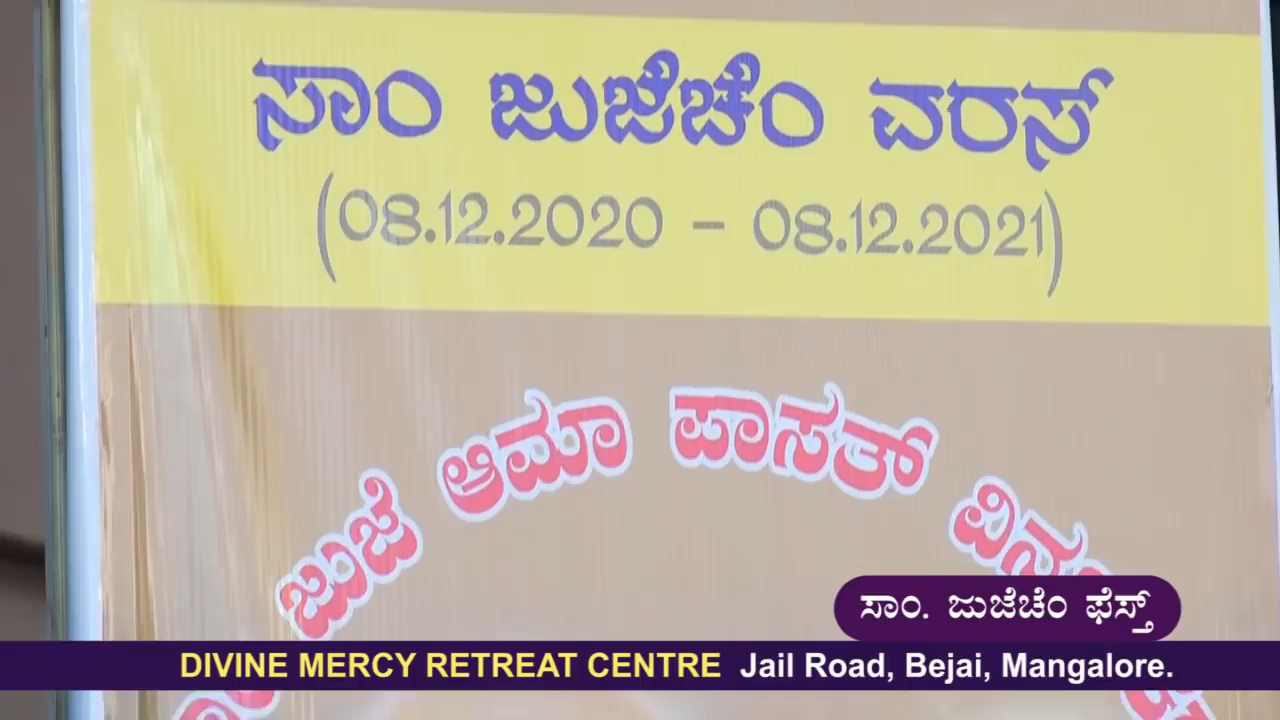 ಸಾಂ ಜುಜೆಚೆಂ ವರಸ್
(08.12.2020 - 08.12.2021)
ಜುಜೆ ಆಮಾ ಪಾಸತ್
ಸಾಂ. ಜುಜೆಚೆಂ ಫೆಸ್ತ್
DIVINE MERCY RETREAT CENTRE Jail Road, Bejai, Mangalore.